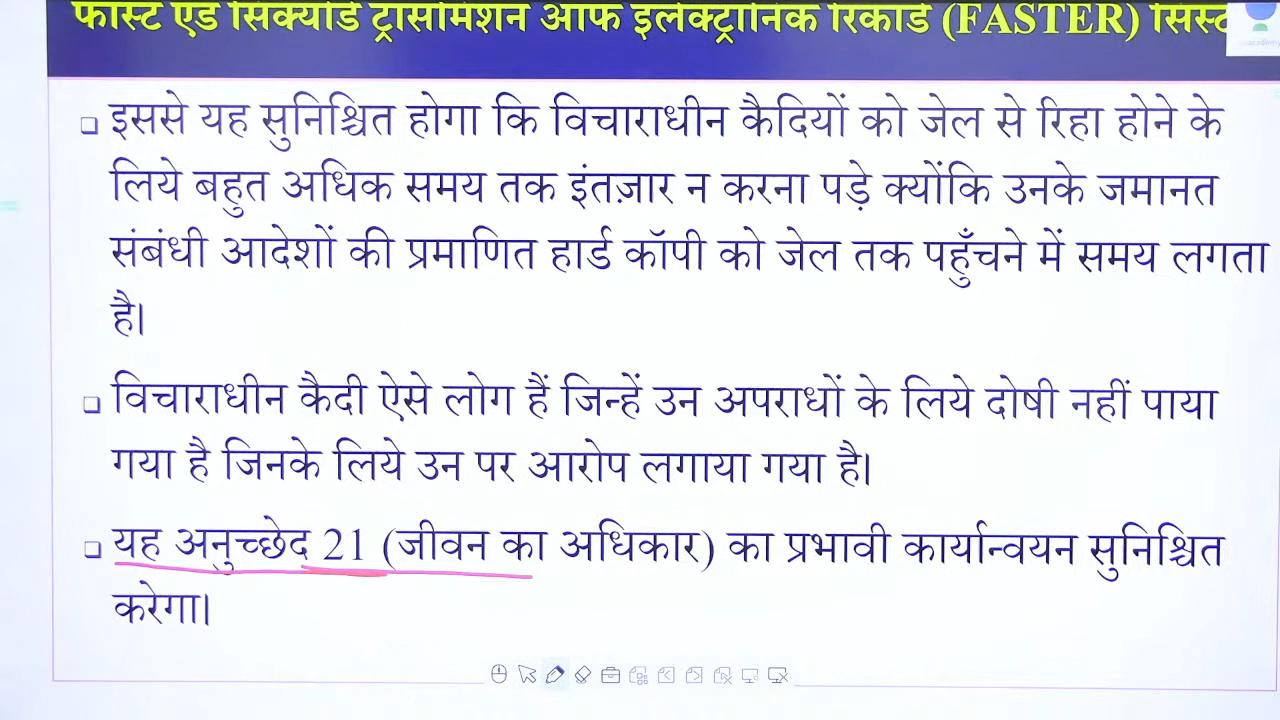 फास्ट एंड सिक्योर्ड ट्रांसमिशन ऑफ इलेक्ट्रॉनिक रिकॉर्ड (FASTER)
इससे यह सुनिश्चित होगा कि विचाराधीन कैदियों को जेल से रिहा होने के
लिये बहुत अधिक समय तक इंतज़ार न करना पड़े क्योंकि उनके जमानत
संबंधी आदेशों की प्रमाणित हार्ड कॉपी को जेल तक पहुँचने में समय लगता
है।
विचाराधीन कैदी ऐसे लोग हैं जिन्हें उन अपराधों के लिये दोषी नहीं पाया
गया है जिनके लिये उन पर आरोप लगाया गया है।
यह अनुच्छेद 21 (जीवन का अधिकार) का प्रभावी कार्यान्वयन सुनिश्चित
करेगा।